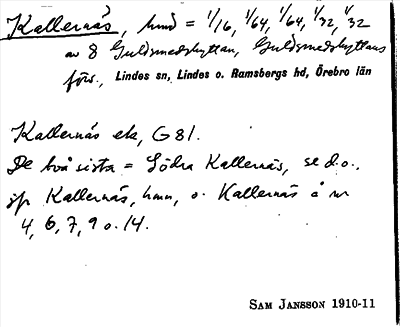 Kallernäs, hmd = 1/16, 1/64, 1/64, 1/32, 1/32
av 8 Guldsmedshyttan, Guldsmedshyttans
förs., Lindes sn, Lindes o. Ramsbergs hd, Örebro län
Kallernäs ek, G 81.
De två sista = Södra Kallernäs, se d.o.,
jfr Kallernäs, hmn, o. Kallernäs å nr
4, 6, 7, 9 o. 14.
SAM JANSSON 1910-11